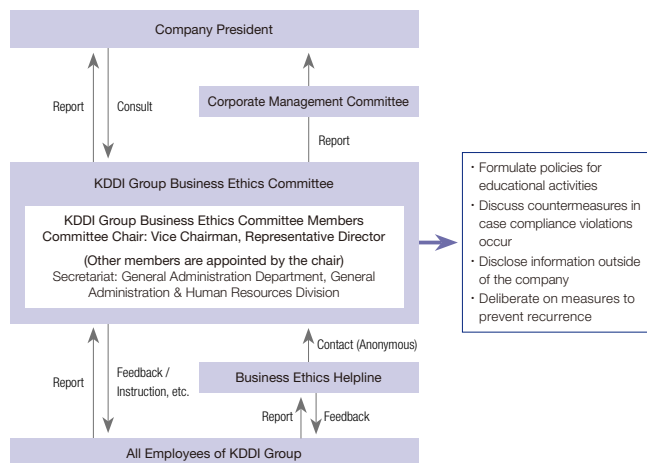 Company President
Report
Consult
Corporate Management Committee
Report
KDDI Group Business Ethics Committee
KDDI Group Business Ethics Committee Members
Committee Chair: Vice Chairman, Representative Director
(Other members are appointed by the chair)
Secretariat: General Administration Department, General
Administration & Human Resources Division
・Formulate policies for
educational activities
・Discuss countermeasures in
case compliance violations
occur
・Disclose information outside
of the company
・Deliberate on measures to
prevent recurrence
Contact (Anonymous)
Report
Feedback /
Instruction, etc.
Business Ethics Helpline
Report
Feedback
All Employees of KDDI Group